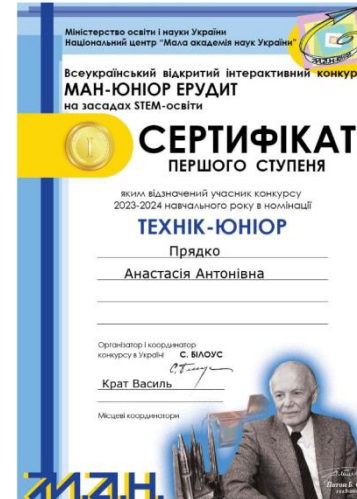 Міністерство освіти і науки України
Національний центр "Мала академія наук України"
Всеукраїнський відкритий інтерактивний конкур
МАН-ЮНІОР ЕРУДИТ
на засадах STEM-освіти
СЕРТИФІКАТ
ПЕРШОГО СТУПЕНЯ
яким відзначений учасник конкурсу
2023-2024 навчального року в номінації
ТЕХНІК-ЮНІОР
Прядко
Анастасія Антонівна
Організатор і координатор
конкурсу в Україні С. БІЛОУС
Крат Василь
Місцеві координатори
М.А.Н.